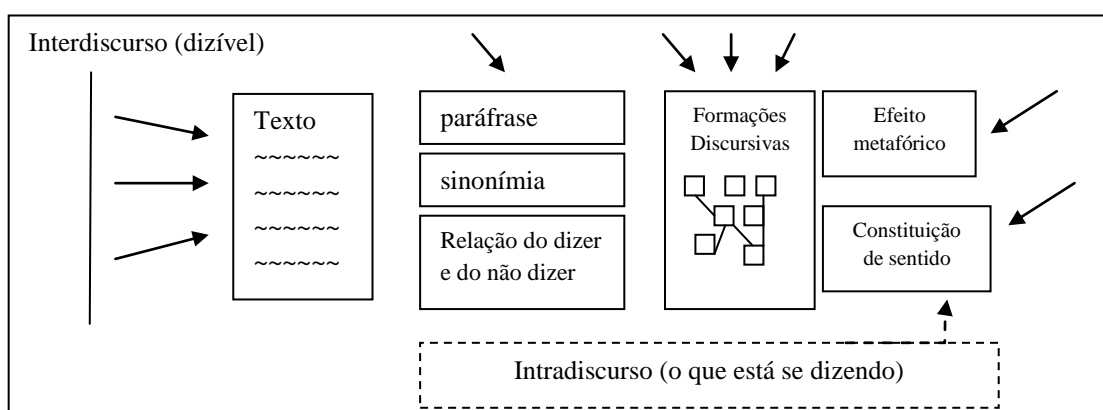 Interdiscurso (dizível)
Texto
~~~~~~
~~~~~~
~~~~~~
~~~~~~
paráfrase
sinonímia
Relação do dizer
e do não dizer
Formações
Discursivas
Efeito
metafórico
Constituição
de sentido
Intradiscurso (o que está se dizendo)